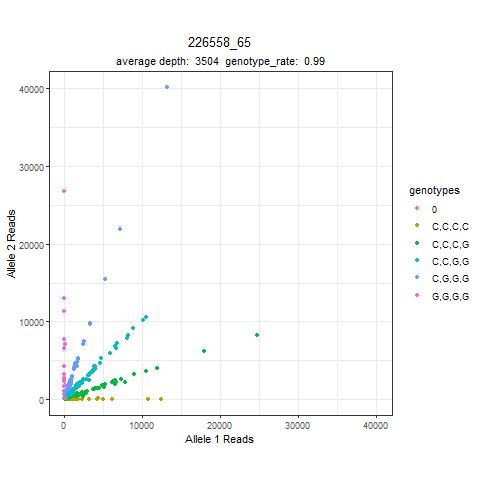 226558_65
average depth: 3504 genotype_rate: 0.99
40000
30000
20000
10000
0
Allele 2 Reads
0 10000 20000 30000 40000
Allele 1 Reads
genotypes
0
C,C,C,C
C,C,C,G
C,C,G,G
C,G,G,G
G,G,G,G